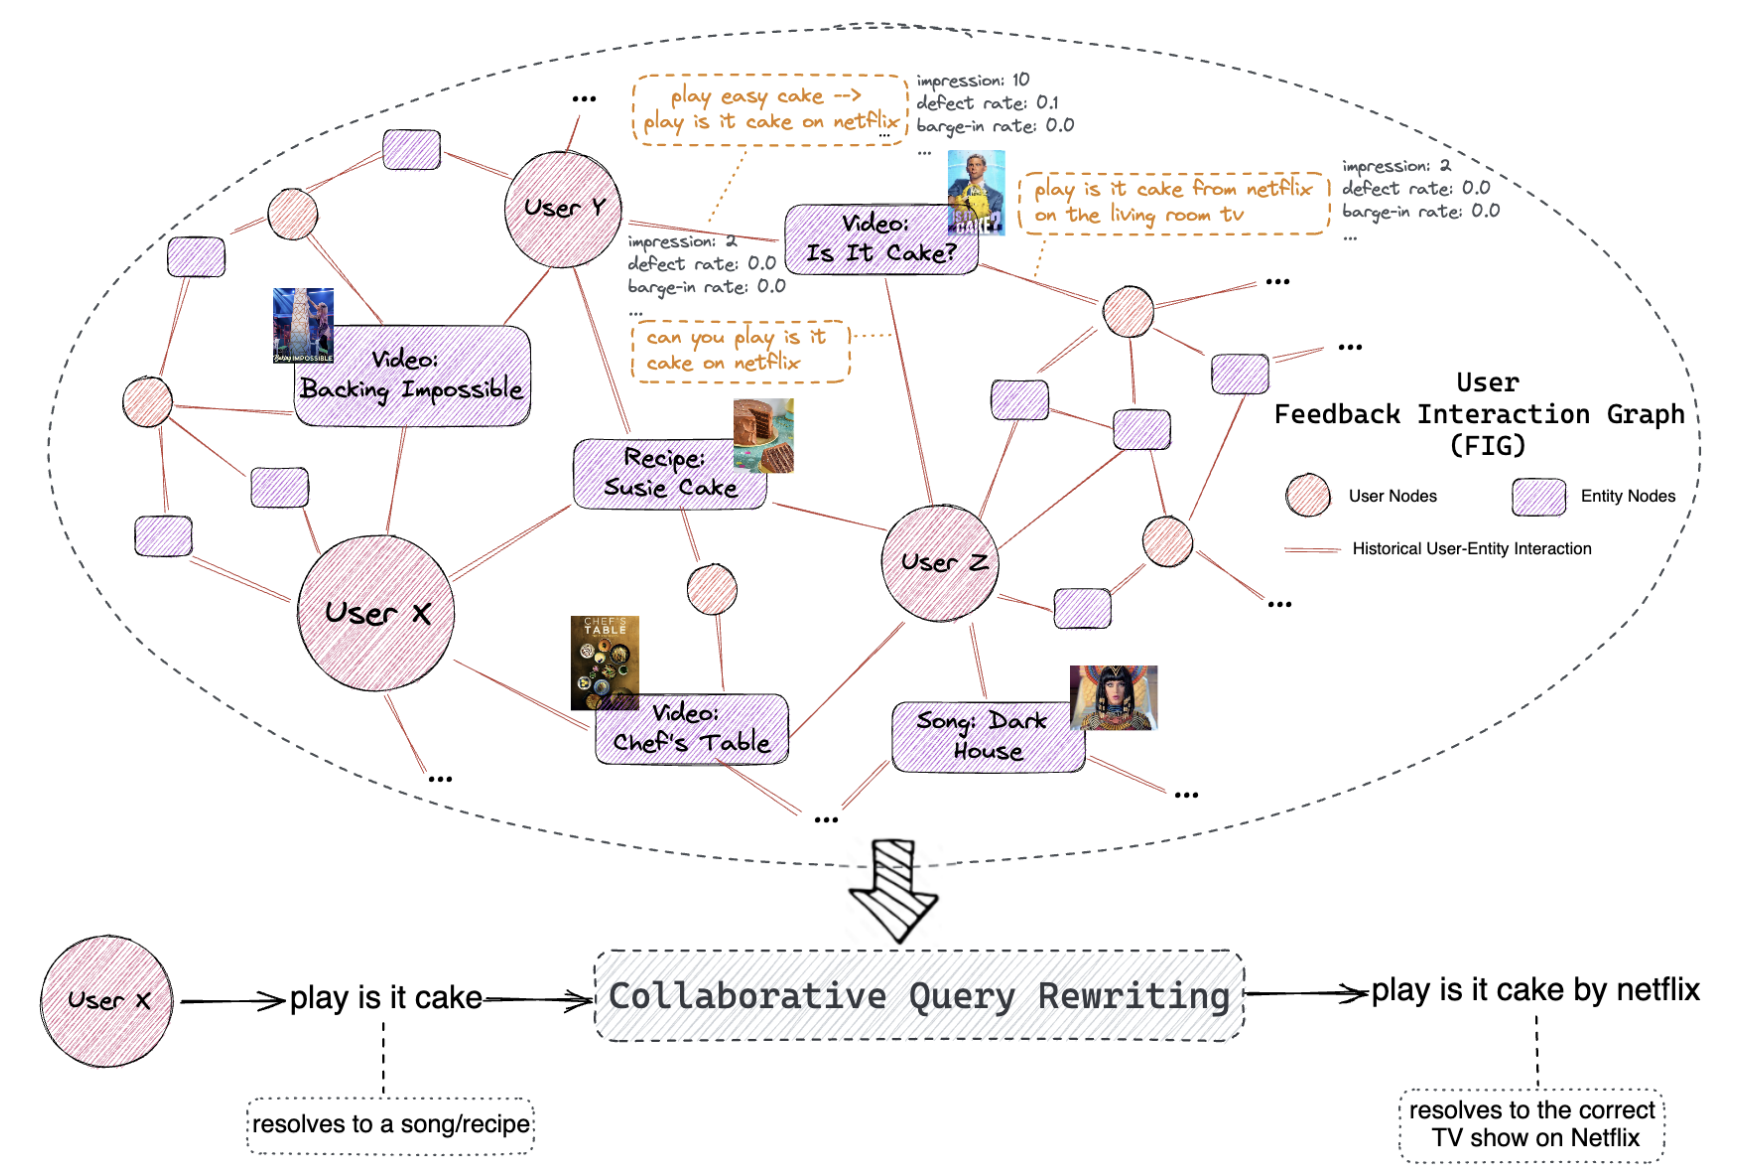 ...
play easy cake -->
play is it cake on netflix
...
impression: 10
defect rate: 0.1
barge-in rate: 0.0
...
User Y
Video:
Is It Cake?
IS IT
CAKE?
play is it cake from netflix
on the living room tv
impression: 2
defect rate: 0.0
barge-in rate: 0.0
...
impression: 2
defect rate: 0.0
barge-in rate: 0.0
...
can you play is it
cake on netflix
...
...
IMPOSSIBLE
Video:
Backing Impossible
User
Feedback Interaction Graph
(FIG)
User Nodes
Entity Nodes
Historical User-Entity Interaction
Recipe:
Susie Cake
User Z
User X
...
CHEF'S
TABLE
Video:
Chef's Table
Song: Dark
House
...
...
...
User X
play is it cake
Collaborative Query Rewriting
play is it cake by netflix
resolves to a song/recipe
resolves to the correct
TV show on Netflix